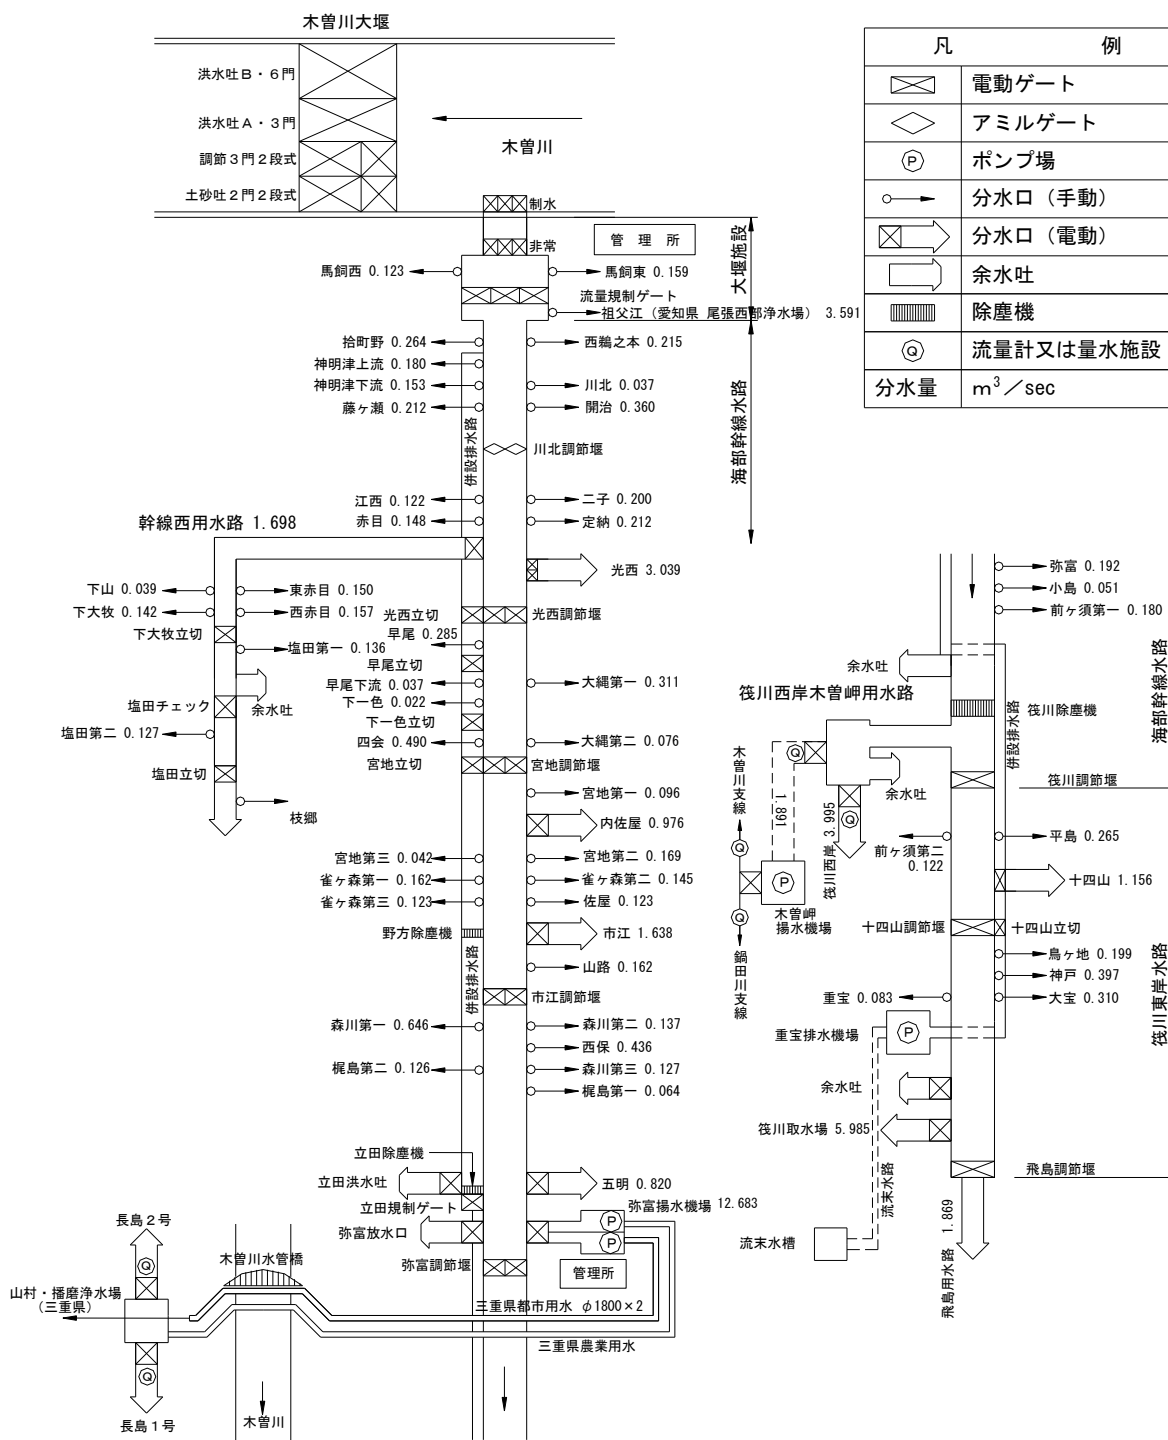 木曽川大堰
洪水吐B・6門
洪水吐A・3門
調節3門2段式
土砂吐2門2段式
木曽川
制水
非常
管 理 所
大堰施設
馬飼西 0.123
馬飼東 0.159
流量規制ゲート
祖父江（愛知県 尾張西部浄水場） 3.591
凡 例
電動ゲート
アミルゲート
P
ポンプ場
分水口（手動）
分水口（電動）
余水吐
除塵機
Q
流量計又は量水施設
分水量
m³／sec
拾町野 0.264
西鵜之本 0.215
神明津上流 0.180
神明津下流 0.153
川北 0.037
藤ヶ瀬 0.212
開治 0.360
併設排水路
川北調節堰
海部幹線水路
江西 0.122
二子 0.200
赤目 0.148
定納 0.212
幹線西用水路 1.698
光西 3.039
下山 0.039
東赤目 0.150
下大牧 0.142
西赤目 0.157
下大牧立切
塩田第一 0.136
塩田チェック
余水吐
塩田第二 0.127
塩田立切
枝郷
光西立切
光西調節堰
早尾 0.285
早尾立切
早尾下流 0.037
大縄第一 0.311
下一色 0.022
下一色立切
四会 0.490
大縄第二 0.076
宮地立切
宮地調節堰
宮地第一 0.096
内佐屋 0.976
宮地第三 0.042
宮地第二 0.169
雀ヶ森第一 0.162
雀ヶ森第二 0.145
雀ヶ森第三 0.123
佐屋 0.123
野方除塵機
市江 1.638
併設排水路
山路 0.162
市江調節堰
森川第一 0.646
森川第二 0.137
西保 0.436
梶島第二 0.126
森川第三 0.127
梶島第一 0.064
立田除塵機
立田洪水吐
五明 0.820
立田規制ゲート
弥富揚水機場 12.683
P
P
弥富放水口
弥富調節堰
管理所
長島2号
Q
木曽川水管橋
山村・播磨浄水場
（三重県）
三重県都市用水 φ1800×2
三重県農業用水
Q
長島1号
木曽川
弥富 0.192
小島 0.051
前ヶ須第一 0.180
余水吐
海部幹線水路
筏川西岸木曽岬用水路
筏川除塵機
併設排水路
木曽川支線
Q
1.891
余水吐
筏川調節堰
筏川西岸 3.995
Q
Q
前ヶ須第二
0.122
平島 0.265
P
十四山 1.156
Q
木曽岬
揚水機場
十四山調節堰
十四山立切
鍋田川支線
鳥ヶ地 0.199
神戸 0.397
重宝 0.083
大宝 0.310
筏川東岸水路
重宝排水機場
P
余水吐
筏川取水場 5.985
飛島調節堰
流末水路
流末水槽
飛島用水路 1.869